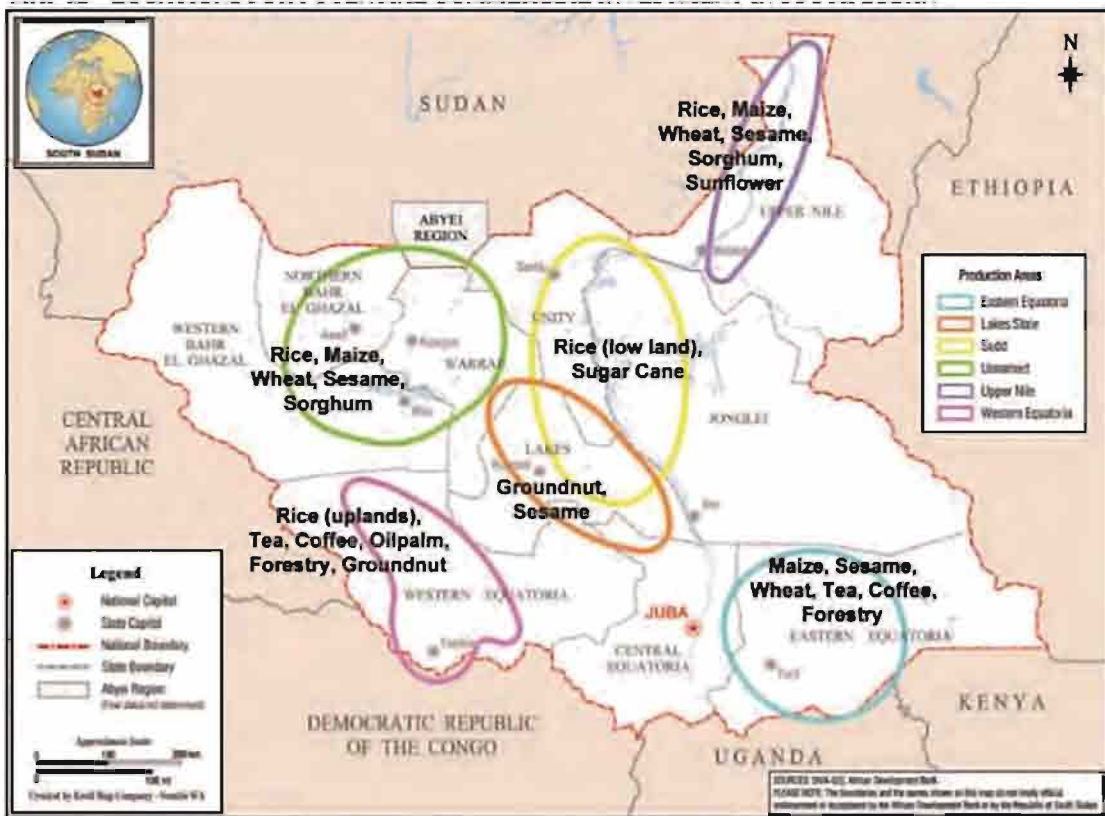 SOUTH SUDAN
N
SUDAN
Rice, Maize,
Wheat, Sesame,
Sorghum,
Sunflower
UPPER NILE
ETHIOPIA
ABYEI
REGION
NORTHERN
BAHR
EL GHAZAL
WESTERN
BAHR
EL GHAZAL
UNITY
WARRAP
Rice, Maize,
Wheat, Sesame,
Sorghum
Rice (low land),
Sugar Cane
JONGLEI
Production Areas
Eastern Equatoria
Lakes State
Sudd
Upper Nile
Western Equatoria
CENTRAL
AFRICAN
REPUBLIC
LAKES
Groundnut,
Sesame
Rice (uplands),
Tea, Coffee, Oilpalm,
Forestry, Groundnut
WESTERN EQUATORIA
Maize, Sesame,
Wheat, Tea, Coffee,
Forestry
EASTERN EQUATORIA
JUBA
CENTRAL
EQUATORIA
Legend
National Capital
State Capital
National Boundary
State Boundary
Abyei Region
DEMOCRATIC REPUBLIC
OF THE CONGO
UGANDA
KENYA